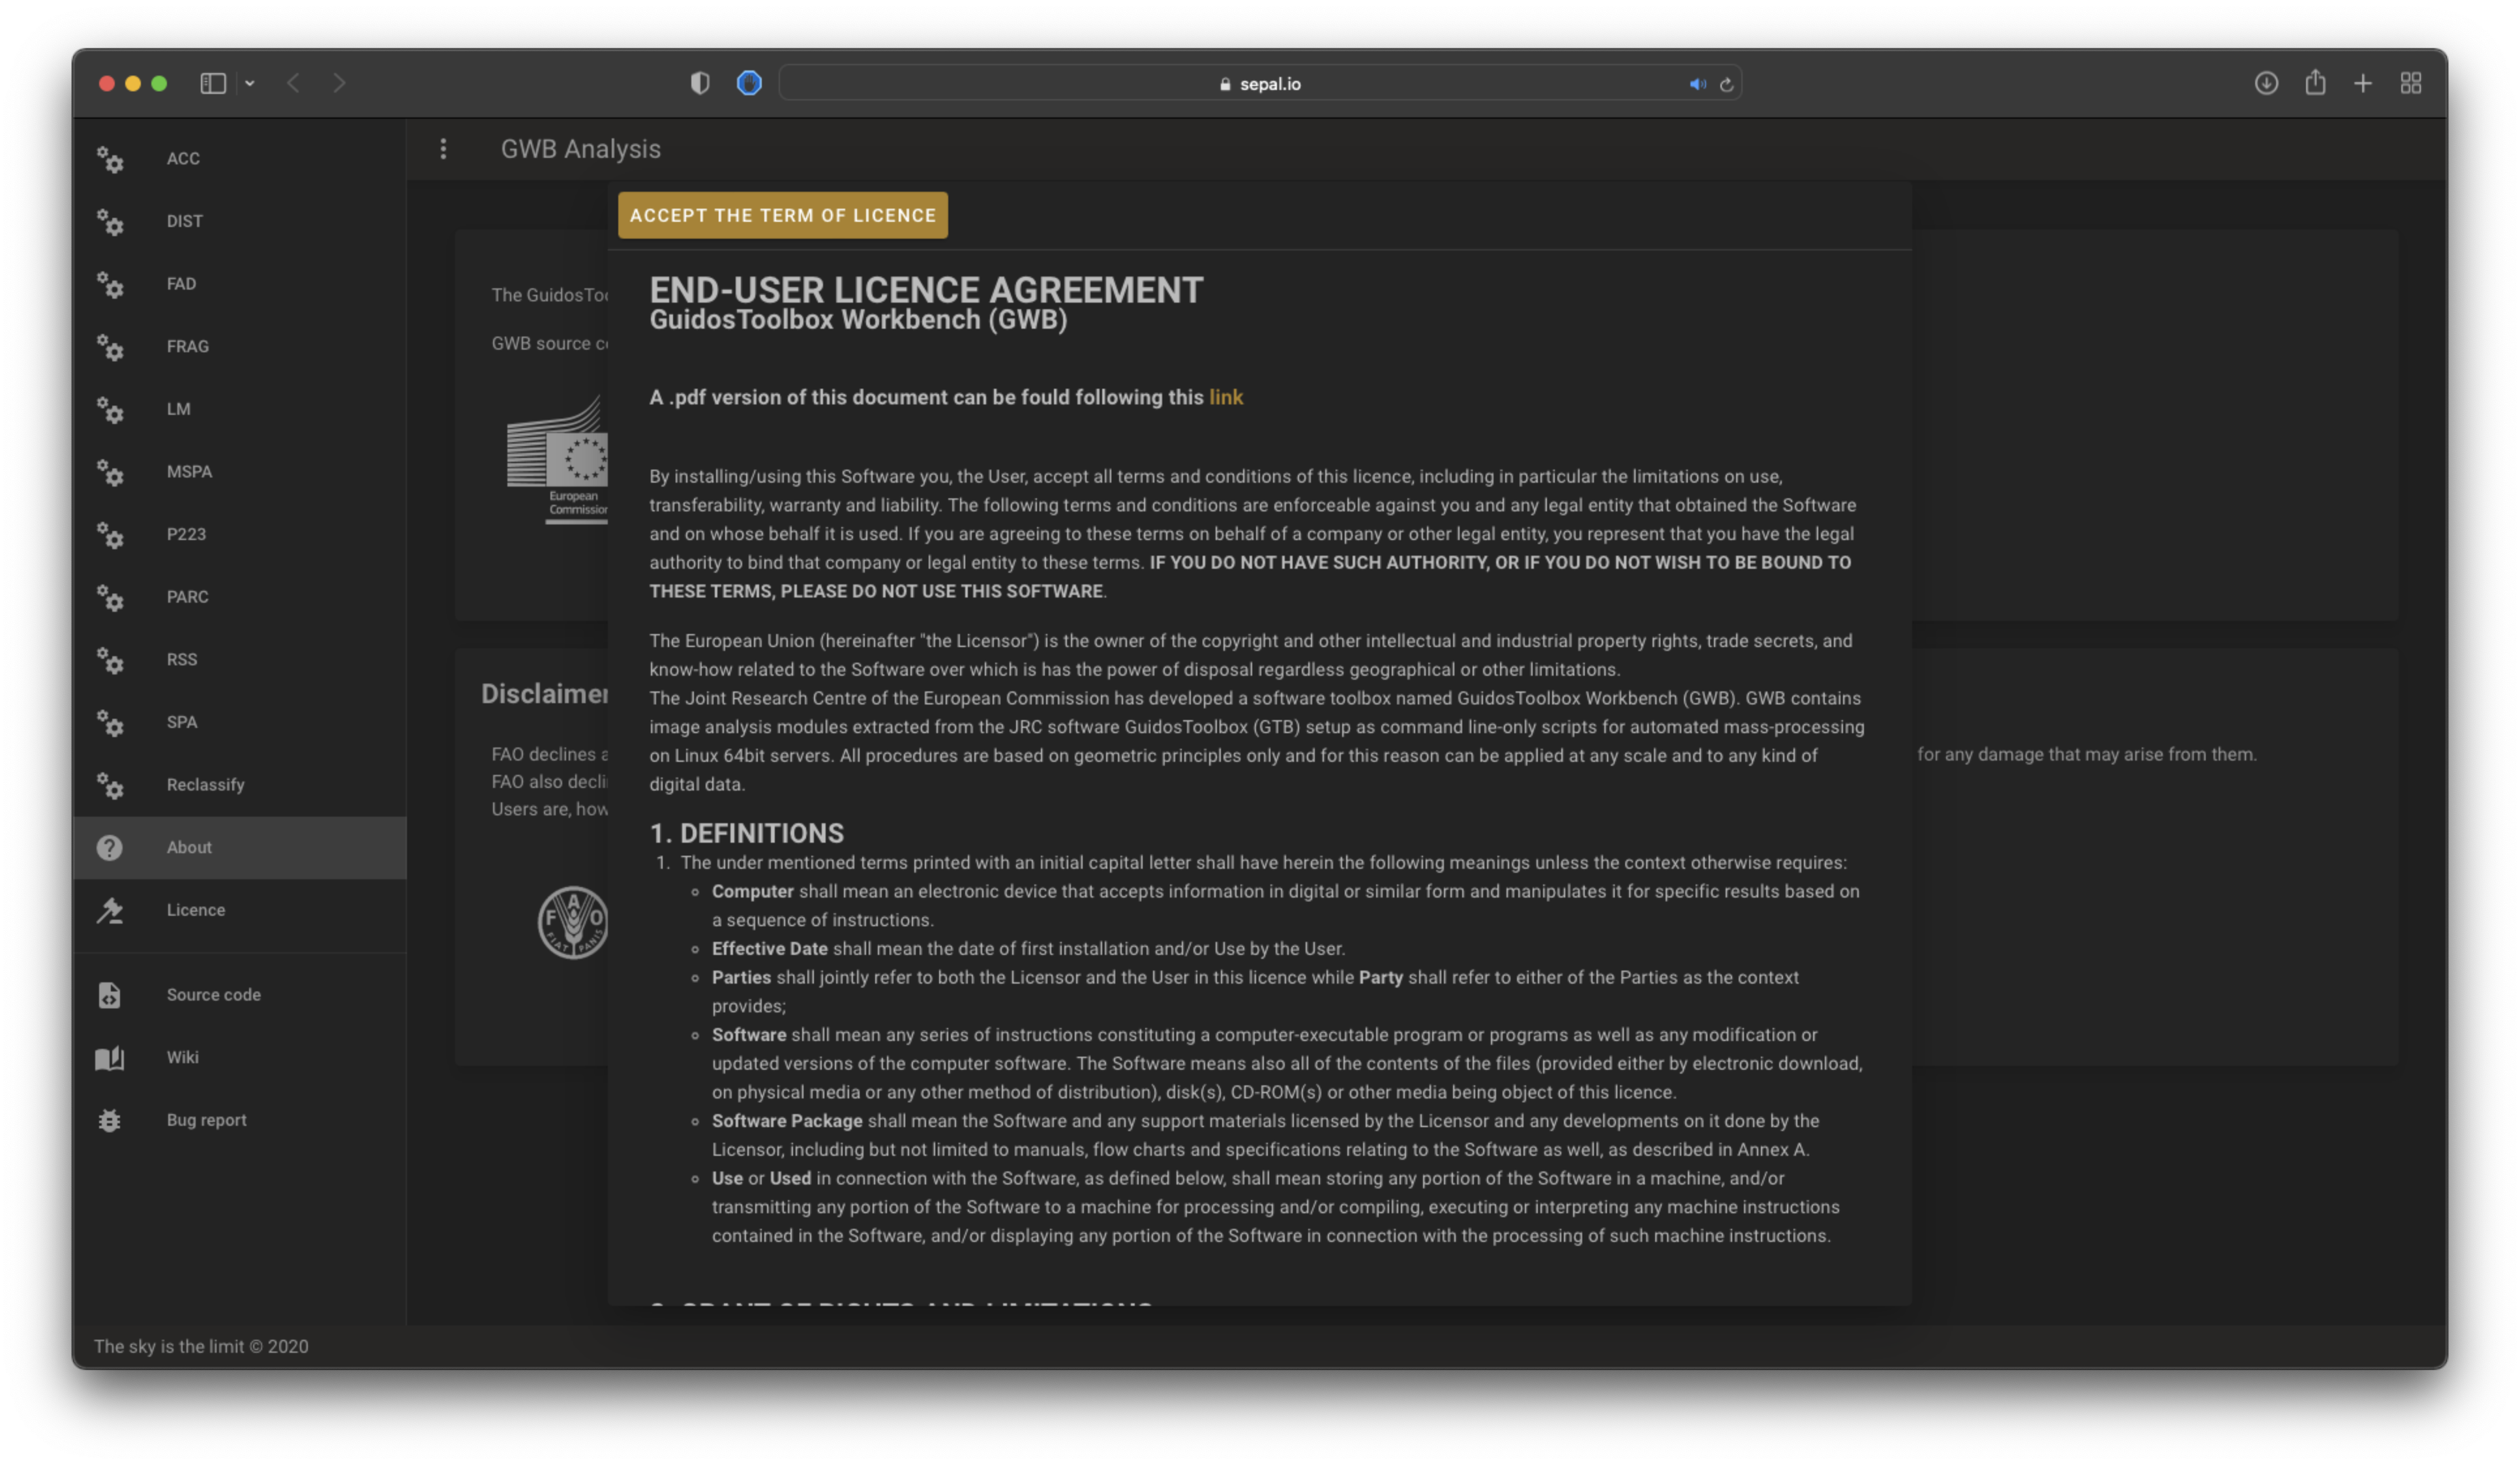 sepal.io
ACC
DIST
FAD
FRAG
LM
MSPA
P223
PARC
RSS
SPA
Reclassify
About
Licence
Source code
Wiki
Bug report
The sky is the limit © 2020
GWB Analysis
The GuidosToo
GWB source co
European
Commission
Disclaimer
FAO declines a
FAO also decli
Users are, how
F A O
FIAT PANIS
for any damage that may arise from them.
ACCEPT THE TERM OF LICENCE
END-USER LICENCE AGREEMENT
GuidosToolbox Workbench (GWB)
A .pdf version of this document can be fould following this link
By installing/using this Software you, the User, accept all terms and conditions of this licence, including in particular the limitations on use,
transferability, warranty and liability. The following terms and conditions are enforceable against you and any legal entity that obtained the Software
and on whose behalf it is used. If you are agreeing to these terms on behalf of a company or other legal entity, you represent that you have the legal
authority to bind that company or legal entity to these terms. IF YOU DO NOT HAVE SUCH AUTHORITY, OR IF YOU DO NOT WISH TO BE BOUND TO
THESE TERMS, PLEASE DO NOT USE THIS SOFTWARE.
The European Union (hereinafter "the Licensor") is the owner of the copyright and other intellectual and industrial property rights, trade secrets, and
know-how related to the Software over which is has the power of disposal regardless geographical or other limitations.
The Joint Research Centre of the European Commission has developed a software toolbox named GuidosToolbox Workbench (GWB). GWB contains
image analysis modules extracted from the JRC software GuidosToolbox (GTB) setup as command line-only scripts for automated mass-processing
on Linux 64bit servers. All procedures are based on geometric principles only and for this reason can be applied at any scale and to any kind of
digital data.
1. DEFINITIONS
1. The under mentioned terms printed with an initial capital letter shall have herein the following meanings unless the context otherwise requires:
Computer shall mean an electronic device that accepts information in digital or similar form and manipulates it for specific results based on
a sequence of instructions.
Effective Date shall mean the date of first installation and/or Use by the User.
Parties shall jointly refer to both the Licensor and the User in this licence while Party shall refer to either of the Parties as the context
provides;
Software shall mean any series of instructions constituting a computer-executable program or programs as well as any modification or
updated versions of the computer software. The Software means also all of the contents of the files (provided either by electronic download,
on physical media or any other method of distribution), disk(s), CD-ROM(s) or other media being object of this licence.
Software Package shall mean the Software and any support materials licensed by the Licensor and any developments on it done by the
Licensor, including but not limited to manuals, flow charts and specifications relating to the Software as well, as described in Annex A.
Use or Used in connection with the Software, as defined below, shall mean storing any portion of the Software in a machine, and/or
transmitting any portion of the Software to a machine for processing and/or compiling, executing or interpreting any machine instructions
contained in the Software, and/or displaying any portion of the Software in connection with the processing of such machine instructions.